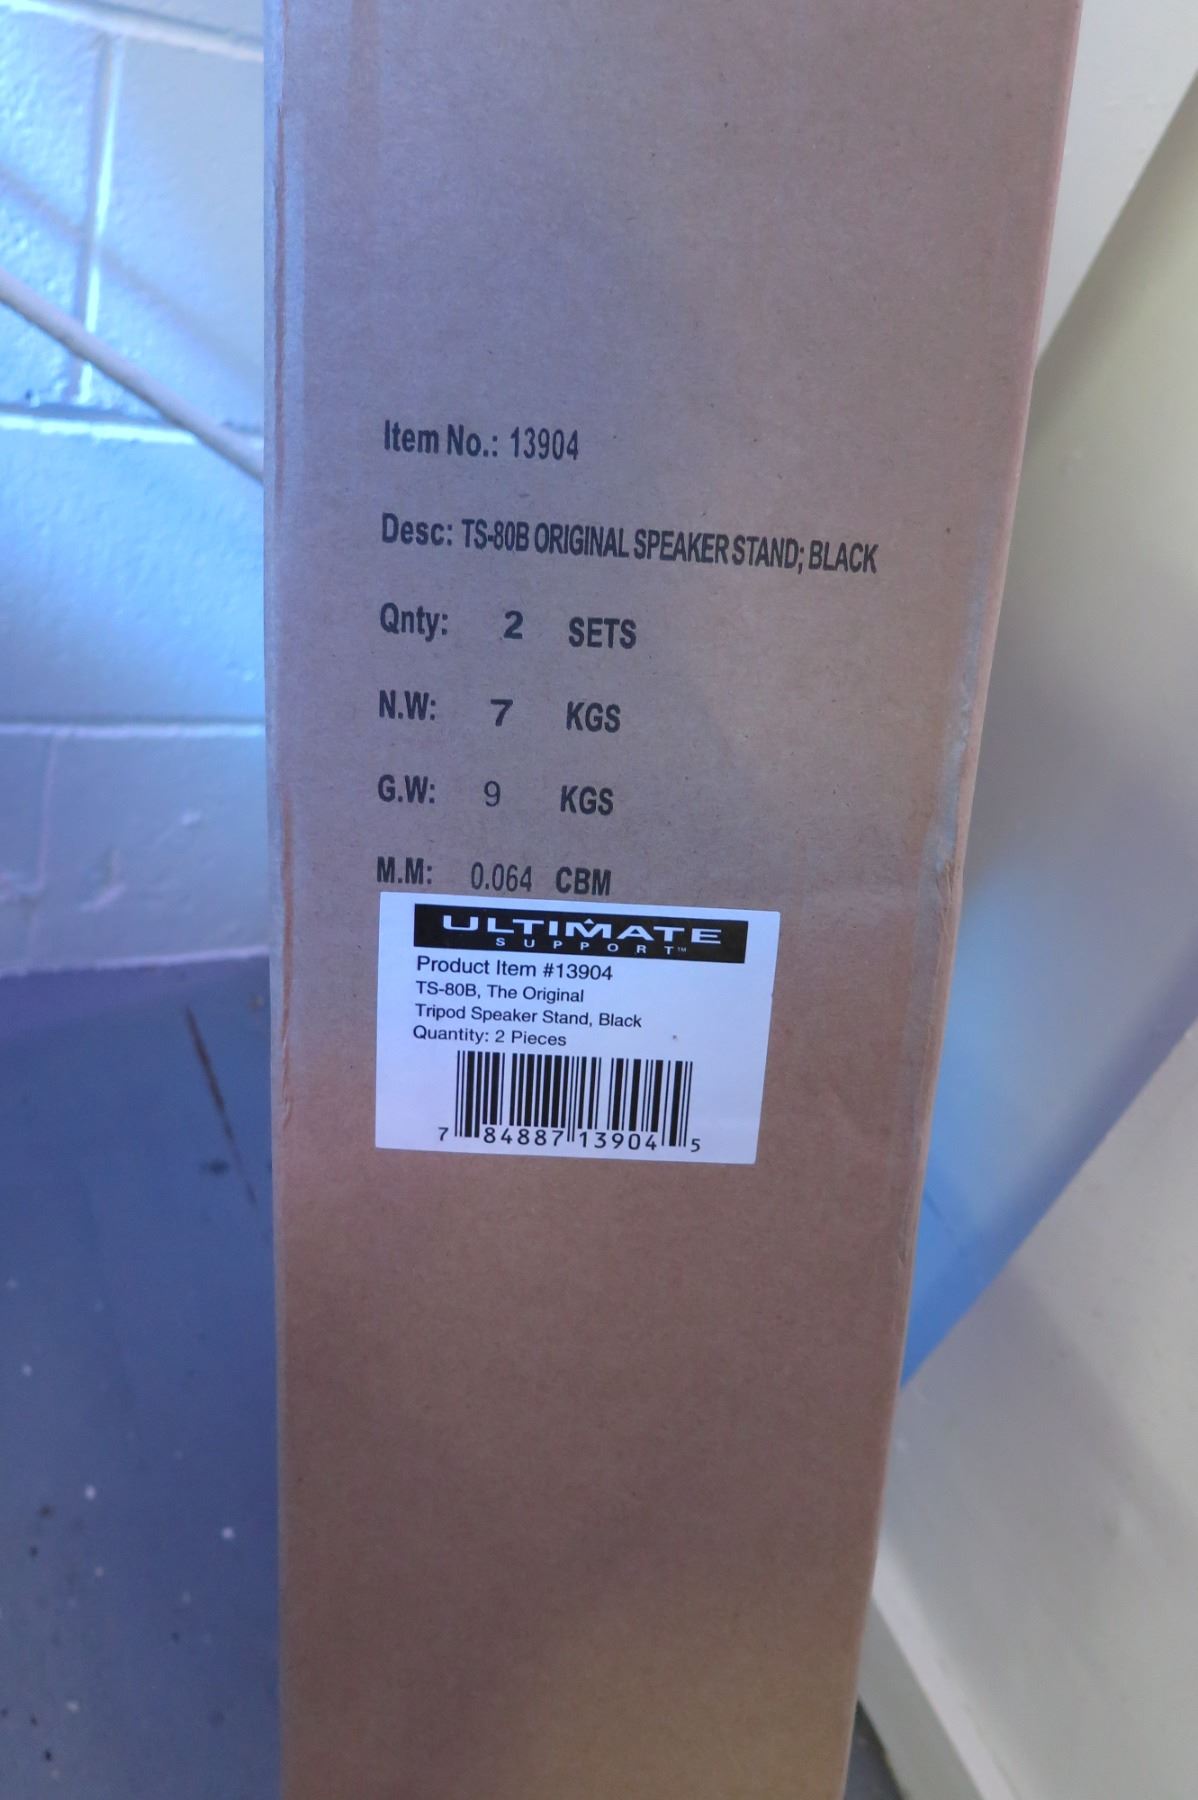 Item No.: 13904
Desc: TS-80B ORIGINAL SPEAKER STAND; BLACK
Qnty: 2 SETS
N.W: 7 KGS
G.W: 9 KGS
M.M: 0.064 CBM
ULTIMATE
SUPPORT™
Product Item #13904
TS-80B, The Original
Tripod Speaker Stand, Black
Quantity: 2 Pieces
7 84887 13904 5